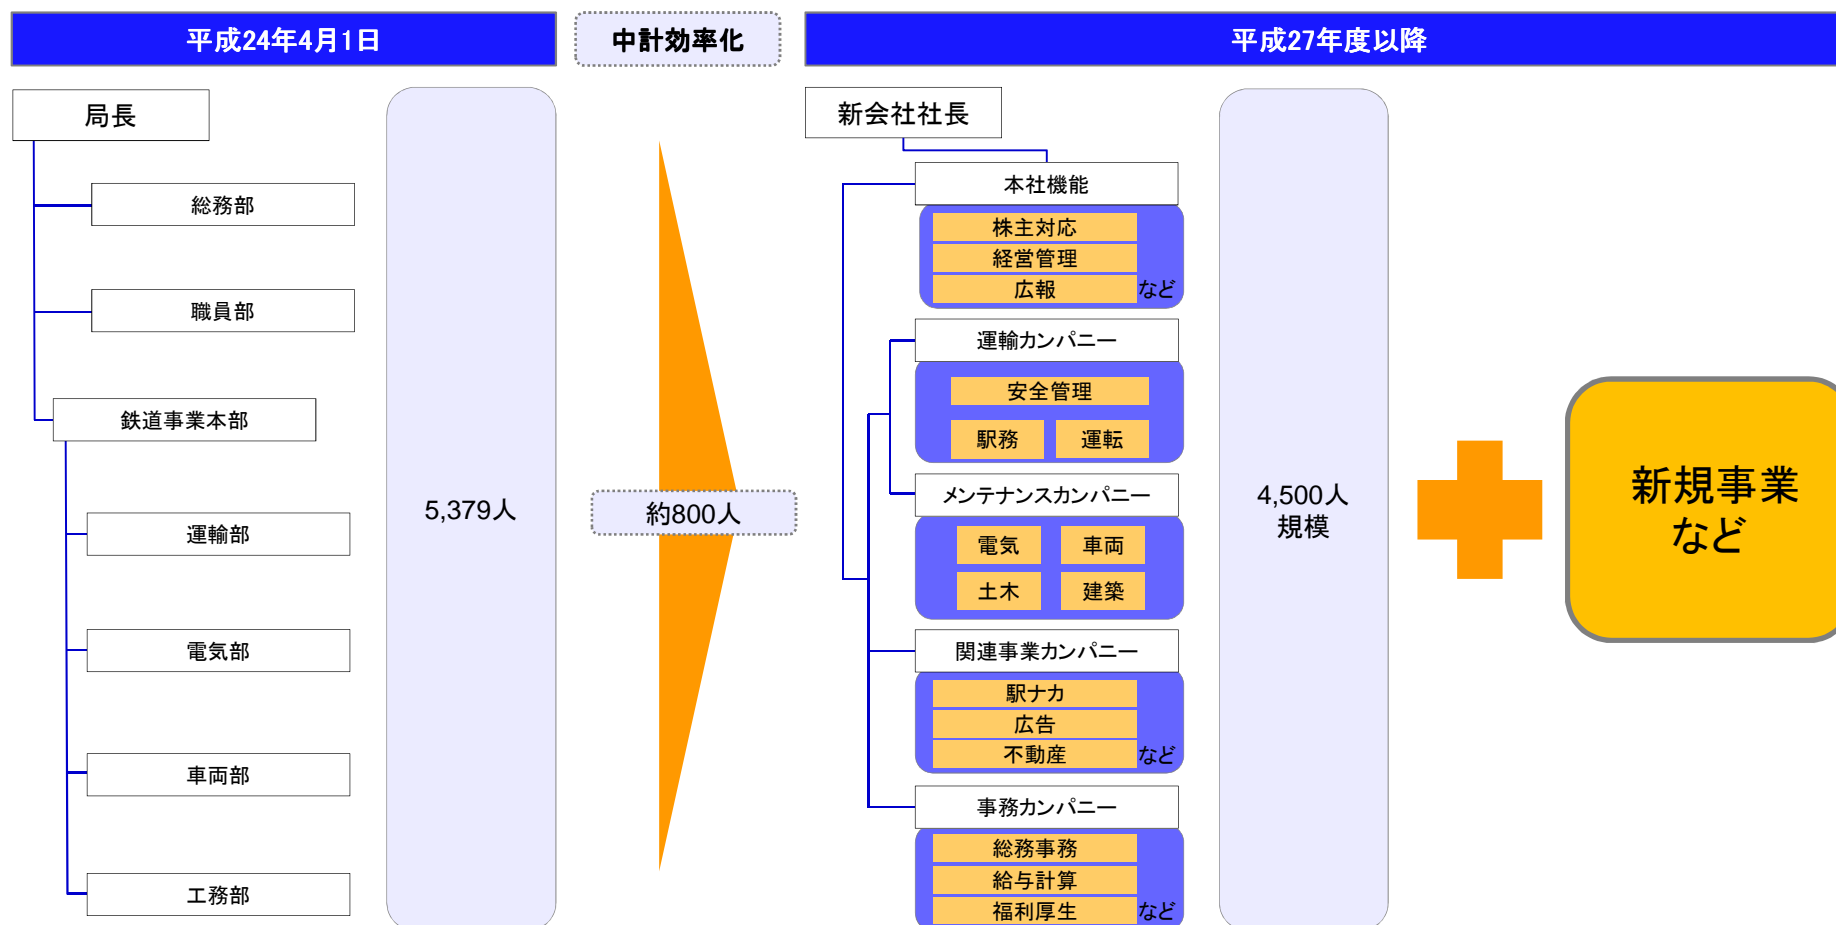 平成24年4月1日
中計効率化
平成27年度以降
局長
総務部
職員部
鉄道事業本部
運輸部
電気部
車両部
工務部
5,379人
約800人
新会社社長
本社機能
株主対応
経営管理
広報
など
運輸カンパニー
安全管理
駅務
運転
メンテナンスカンパニー
電気
車両
土木
建築
関連事業カンパニー
駅ナカ
広告
不動産
など
事務カンパニー
総務事務
給与計算
福利厚生
など
4,500人
規模
新規事業
など